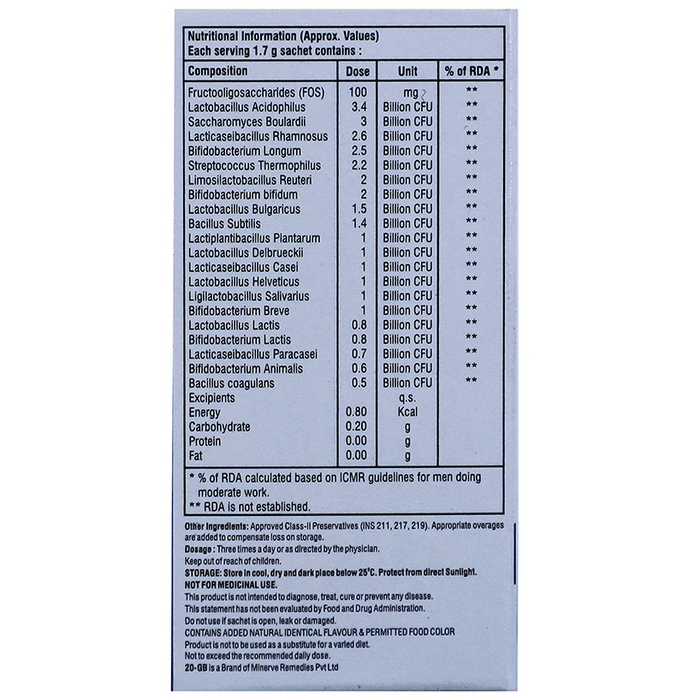 Nutritional Information (Approx. Values)
Each serving 1.7 g sachet contains :
Composition Dose Unit % of RDA *
Fructooligosaccharides (FOS) 100 mg **
Lactobacillus Acidophilus 3.4 Billion CFU **
Saccharomyces Boulardii 3 Billion CFU **
Lacticaseibacillus Rhamnosus 2.6 Billion CFU **
Bifidobacterium Longum 2.5 Billion CFU **
Streptococcus Thermophilus 2.2 Billion CFU **
Limosilactobacillus Reuteri 2 Billion CFU **
Bifidobacterium bifidum 2 Billion CFU **
Lactobacillus Bulgaricus 1.5 Billion CFU **
Bacillus Subtilis 1.4 Billion CFU **
Lactiplantibacillus Plantarum 1 Billion CFU **
Lactobacillus Delbrueckii 1 Billion CFU **
Lacticaseibacillus Casei 1 Billion CFU **
Lactobacillus Helveticus 1 Billion CFU **
Ligilactobacillus Salivarius 1 Billion CFU **
Bifidobacterium Breve 1 Billion CFU **
Lactobacillus Lactis 0.8 Billion CFU **
Bifidobacterium Lactis 0.8 Billion CFU **
Lacticaseibacillus Paracasei 0.7 Billion CFU **
Bifidobacterium Animalis 0.6 Billion CFU **
Bacillus coagulans 0.5 Billion CFU **
Excipients q.s.
Energy 0.80 Kcal
Carbohydrate 0.20 g
Protein 0.00 g
Fat 0.00 g
* % of RDA calculated based on ICMR guidelines for men doing
moderate work.
** RDA is not established.
Other Ingredients: Approved Class-II Preservatives (INS 211, 217, 219). Appropriate overages
are added to compensate loss on storage.
Dosage : Three times a day or as directed by the physician.
Keep out of reach of children.
STORAGE: Store in cool, dry and dark place below 25°C. Protect from direct Sunlight.
NOT FOR MEDICINAL USE.
This product is not intended to diagnose, treat, cure or prevent any disease.
This statement has not been evaluated by Food and Drug Administration.
Do not use if sachet is open, leak or damaged.
CONTAINS ADDED NATURAL IDENTICAL FLAVOUR & PERMITTED FOOD COLOR
Product is not to be used as a substitute for a varied diet.
Not to exceed the recommended daily dose.
20-GB is a Brand of Minerve Remedies Pvt Ltd